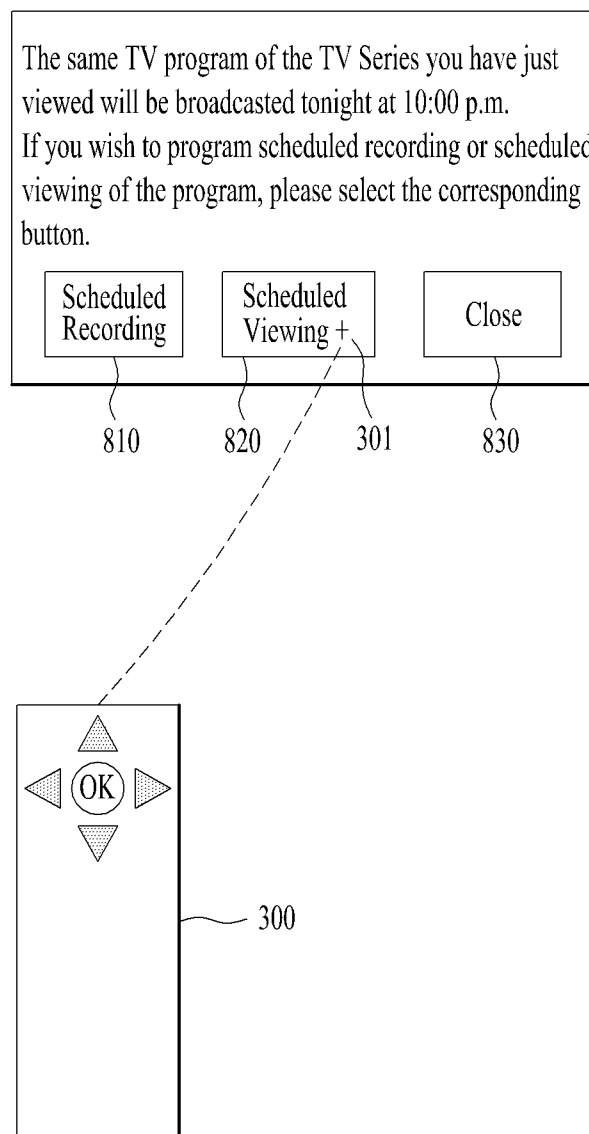 The same TV program of the TV Series you have just
viewed will be broadcasted tonight at 10:00 p.m.
If you wish to program scheduled recording or scheduled
viewing of the program, please select the corresponding
button.
Scheduled
Recording
Scheduled
Viewing +
Close
810
820
301
830
OK
300